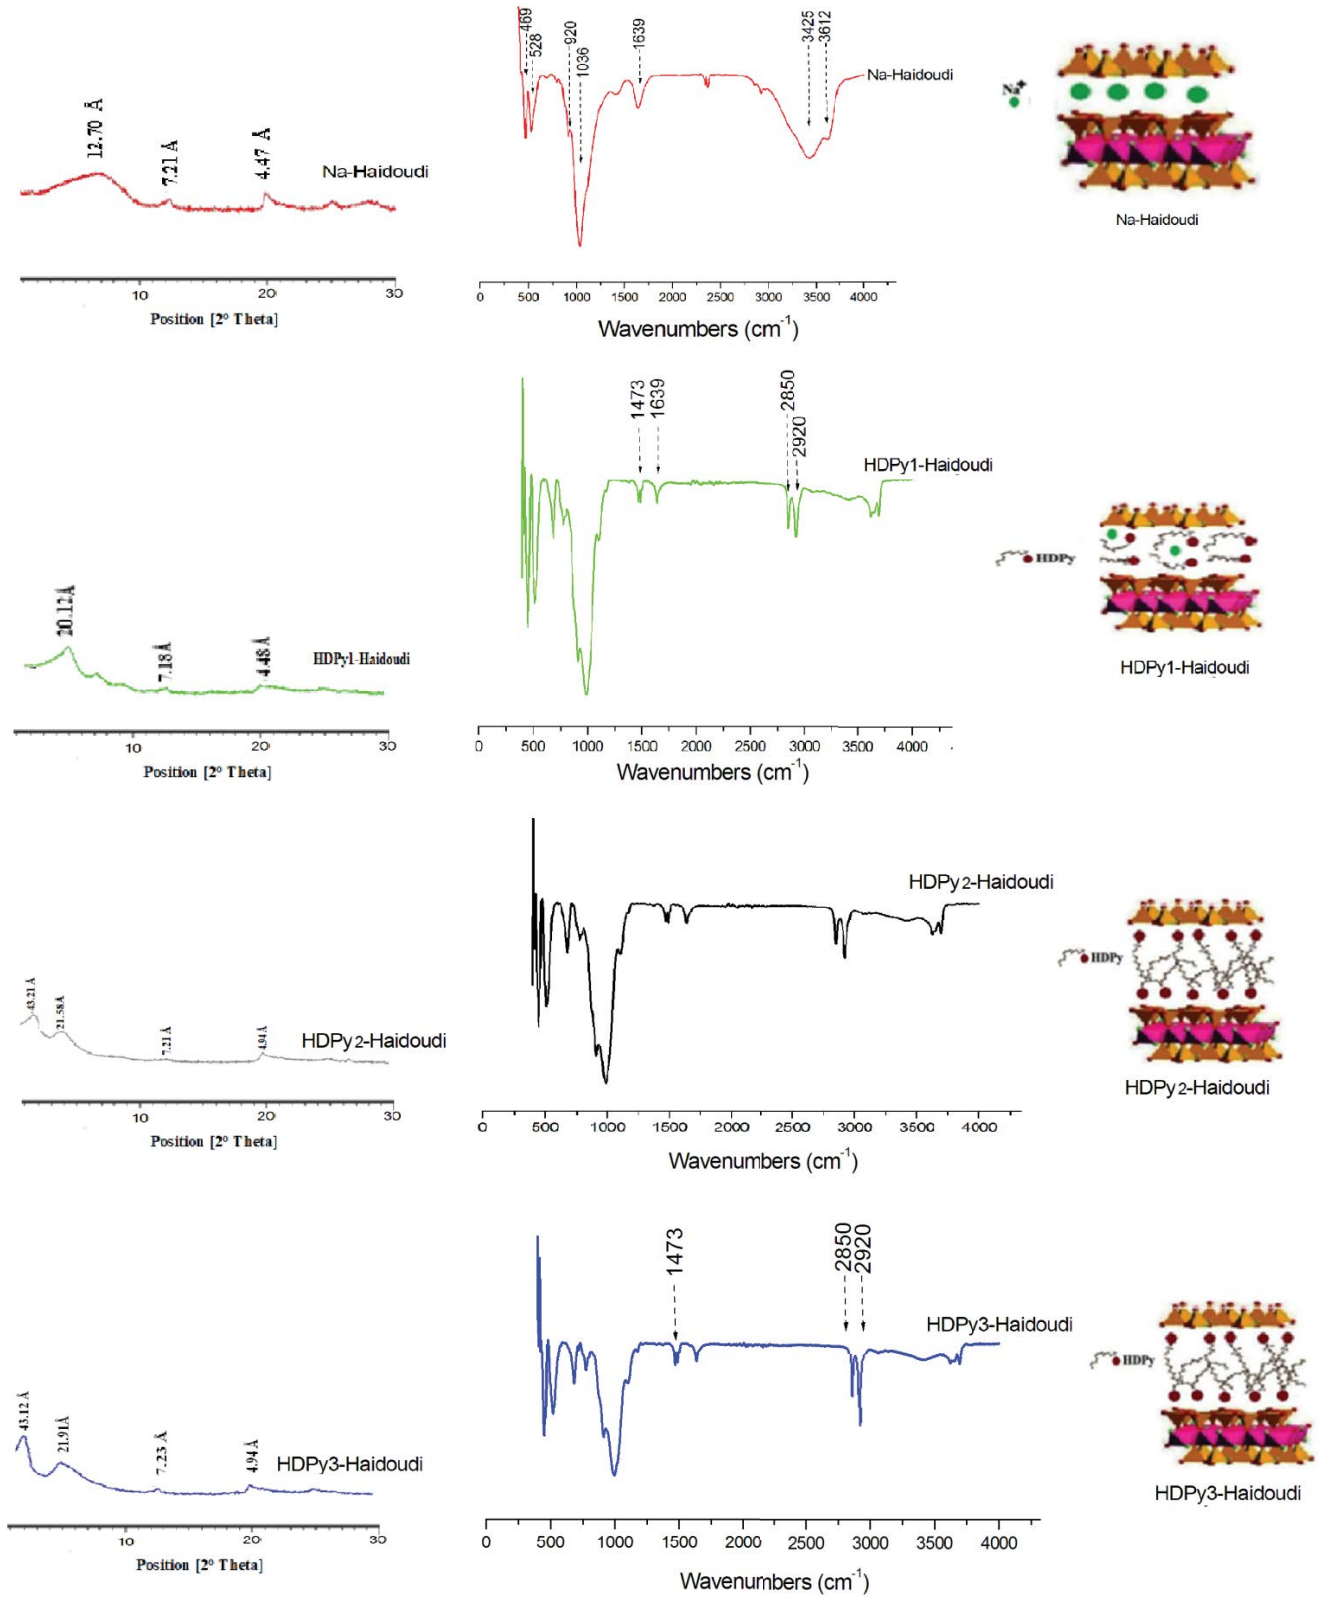 12.70 Å
7.21 Å
4.47 Å
Na-Haidoudi
10
20
30
Position [2° Theta]
469
528
920
1036
1639
3425
3612
Na-Haidoudi
0
500
1000
1500
2000
2500
3000
3500
4000
Wavenumbers (cm-1)
Na+
Na-Haidoudi
20.12Å
7.18 Å
4.48 Å
HDPy1-Haidoudi
10
20
30
Position [2° Theta]
1473
1639
2850
2920
HDPy1-Haidoudi
0
500
1000
1500
2000
2500
3000
3500
4000
Wavenumbers (cm-1)
HDPy
HDPy1-Haidoudi
43.21 Å
21.58Å
7.21 Å
4.94 Å
HDPy2-Haidoudi
10
20
30
Position [2° Theta]
HDPy2-Haidoudi
0
500
1000
1500
2000
2500
3000
3500
4000
Wavenumbers (cm-1)
HDPy
HDPy2-Haidoudi
43.12 Å
21.91Å
7.23 Å
4.94 Å
HDPy3-Haidoudi
10
20
30
Position [2° Theta]
1473
2850
2920
HDPy3-Haidoudi
0
500
1000
1500
2000
2500
3000
3500
4000
Wavenumbers (cm-1)
HDPy
HDPy3-Haidoudi